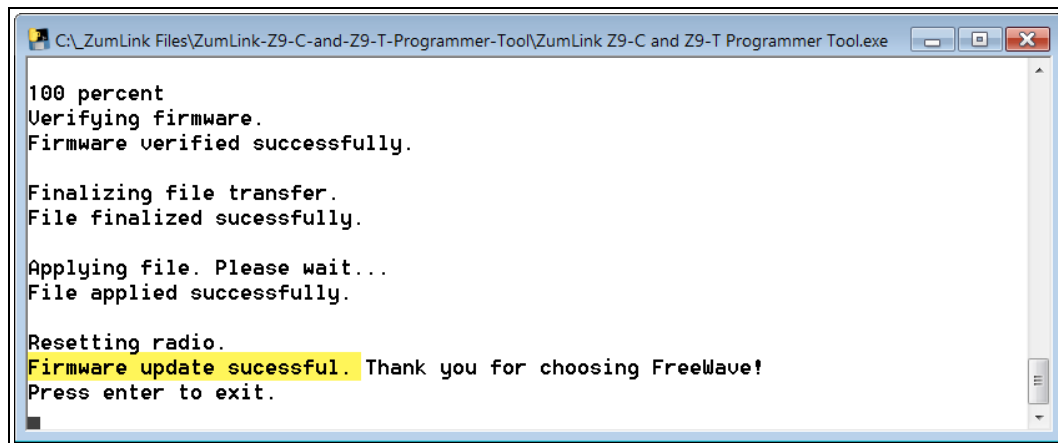 C:\_ZumLink Files\ZumLink-Z9-C-and-Z9-T-Programmer-Tool\ZumLink Z9-C and Z9-T Programmer Tool.exe
100 percent
Verifying firmware.
Firmware verified successfully.
Finalizing file transfer.
File finalized sucessfully.
Applying file. Please wait...
File applied successfully.
Resetting radio.
Firmware update sucessful. Thank you for choosing FreeWave!
Press enter to exit.